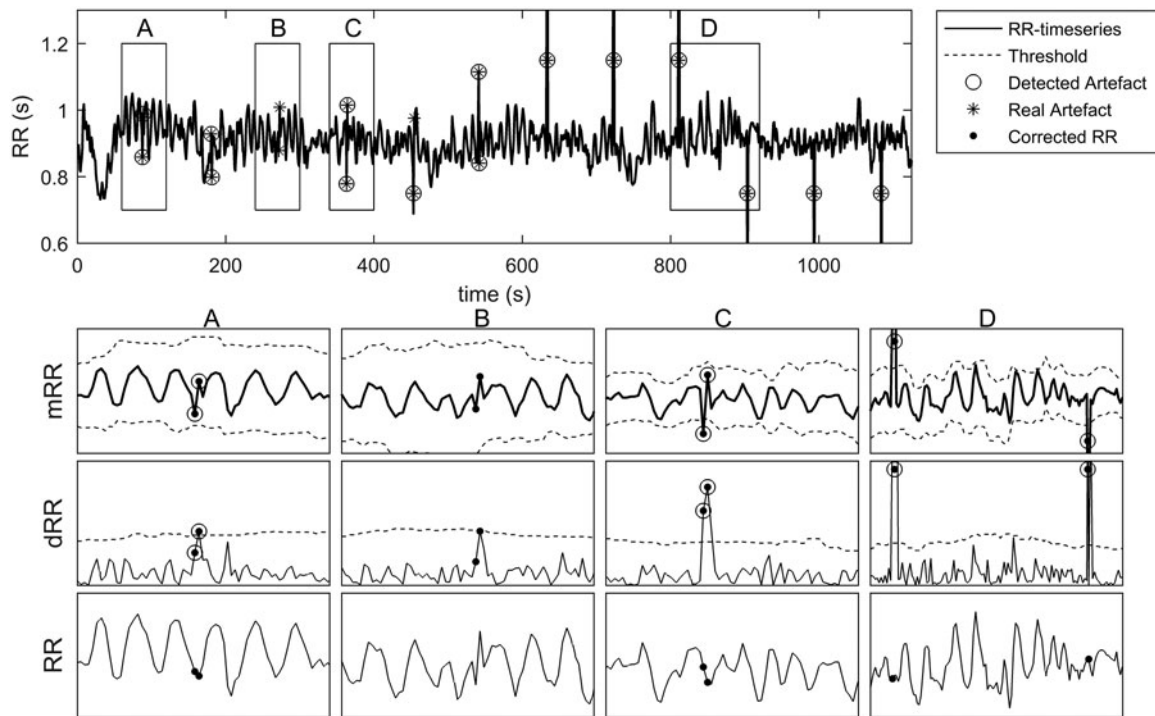 A B C D
RR-timeseries
Threshold
Detected Artefact
Real Artefact
Corrected RR
RR (s)
1.2
1
0.8
0.6
0 200 400 600 800 1000
time (s)
A B C D
mRR
dRR
RR